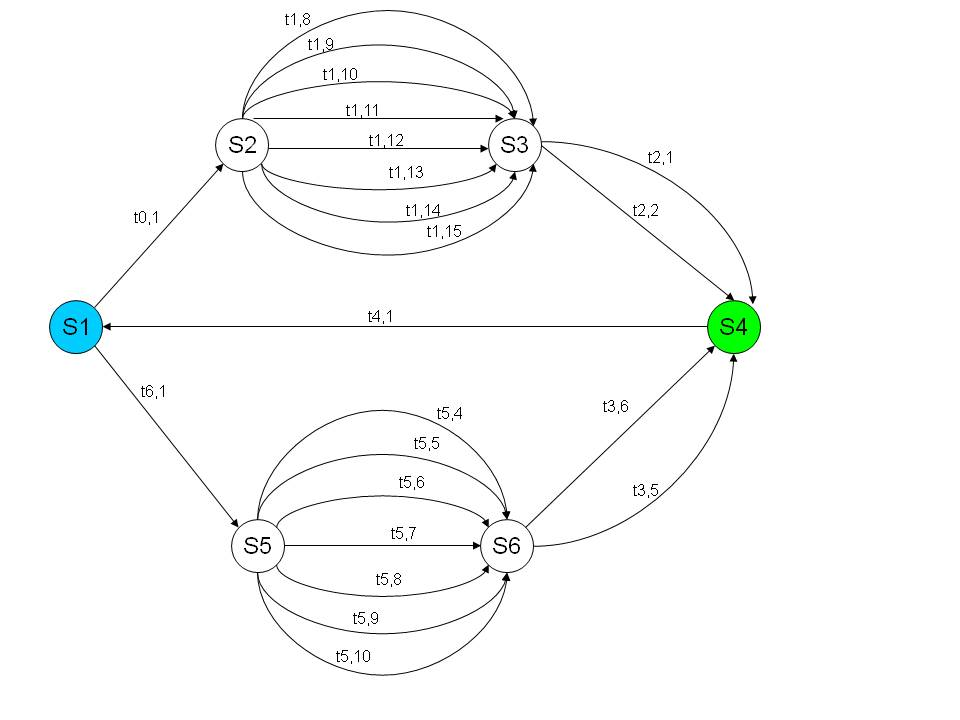 t1,8
t1,9
t1,10
t1,11
t1,12
S2
S3
t1,13
t2,1
t1,14
t2,2
t0,1
t1,15
t4,1
S1
S4
t6,1
t3,6
t5,4
t5,5
t5,6
t3,5
t5,7
S5
S6
t5,8
t5,9
t5,10